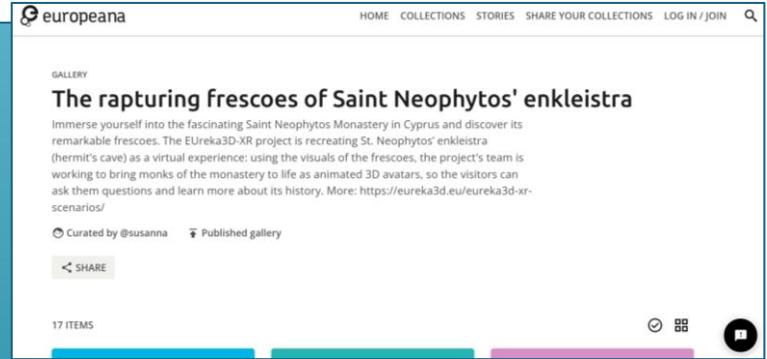 europeana
HOME COLLECTIONS STORIES SHARE YOUR COLLECTIONS LOG IN / JOIN
GALLERY
The rapturing frescoes of Saint Neophytos' enkleistra
Immerse yourself into the fascinating Saint Neophytos Monastery in Cyprus and discover its
remarkable frescoes. The EUreka3D-XR project is recreating St. Neophytos' enkleistra
(hermit's cave) as a virtual experience: using the visuals of the frescoes, the project's team is
working to bring monks of the monastery to life as animated 3D avatars, so the visitors can
ask them questions and learn more about its history. More: https://eureka3d.eu/eureka3d-xr-
scenarios/
Curated by @susanna Published gallery
SHARE
17 ITEMS